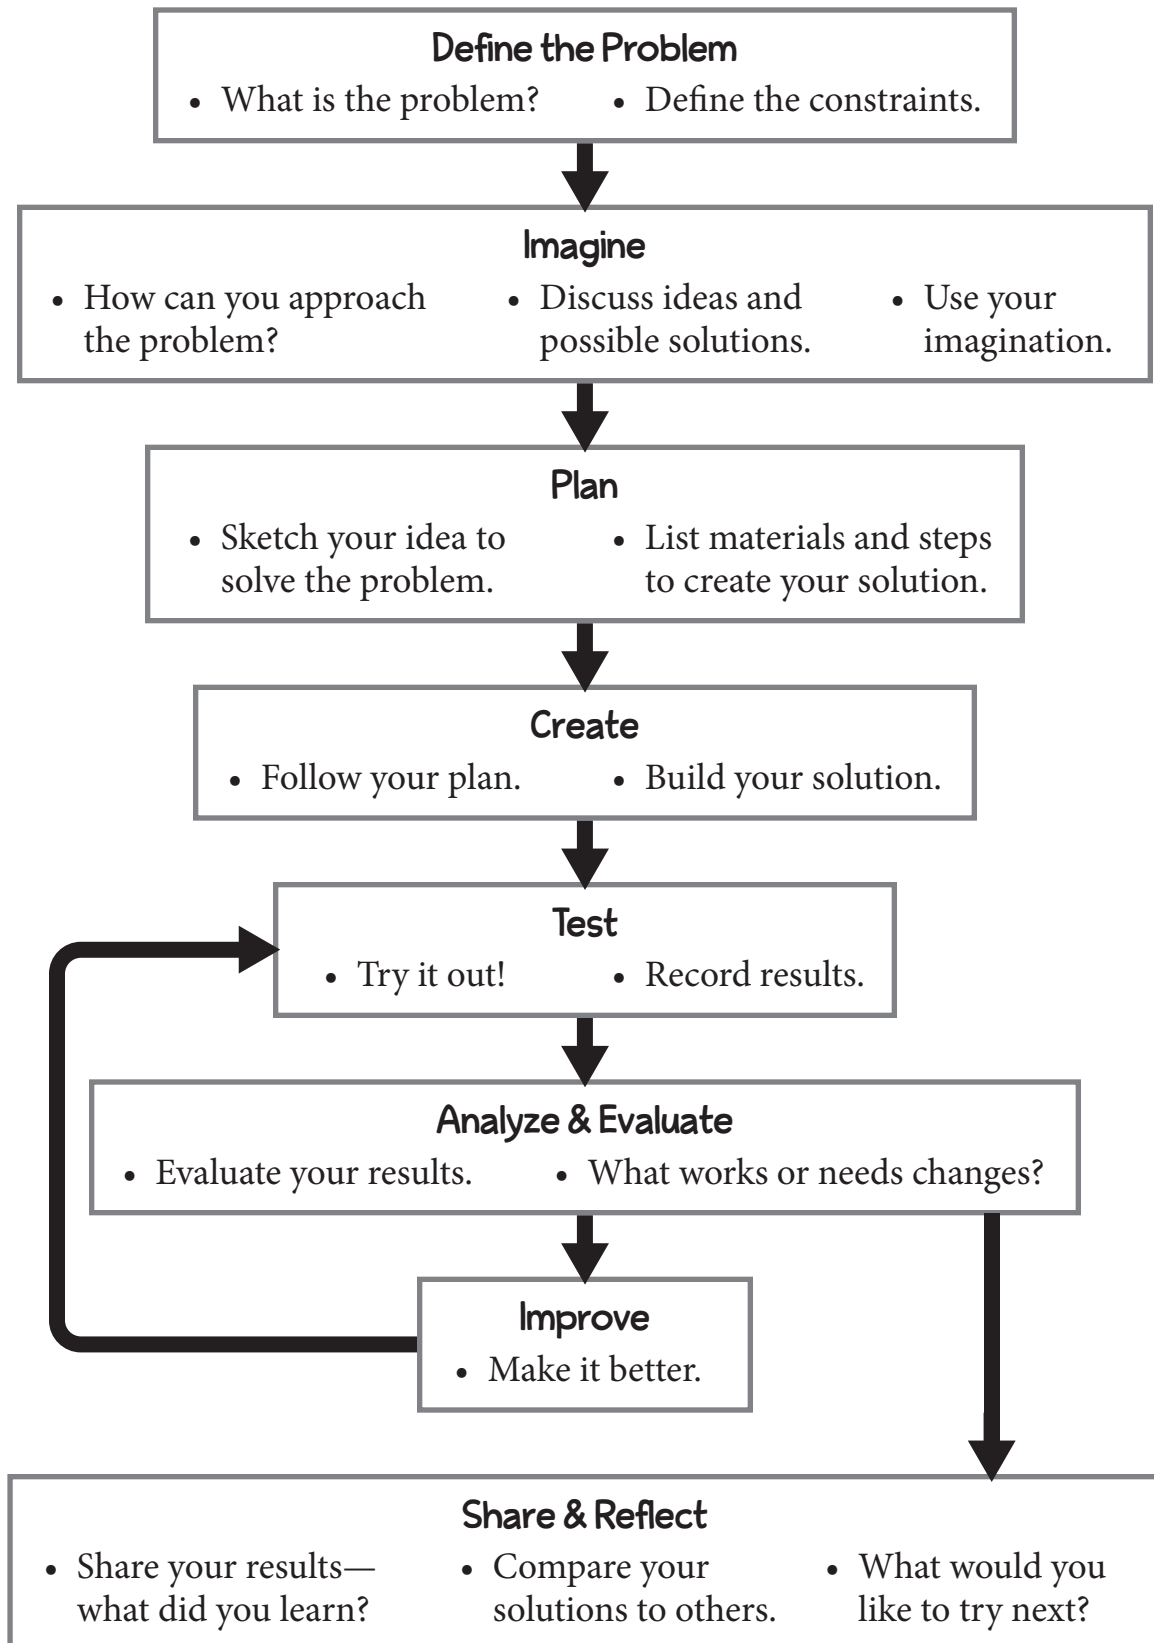 Define the Problem
• What is the problem? • Define the constraints.
Imagine
• How can you approach
the problem?
• Discuss ideas and
possible solutions.
• Use your
imagination.
Plan
• Sketch your idea to
solve the problem.
• List materials and steps
to create your solution.
Create
• Follow your plan. • Build your solution.
Test
• Try it out! • Record results.
Analyze & Evaluate
• Evaluate your results. • What works or needs changes?
Improve
• Make it better.
Share & Reflect
• Share your results—
what did you learn?
• Compare your
solutions to others.
• What would you
like to try next?